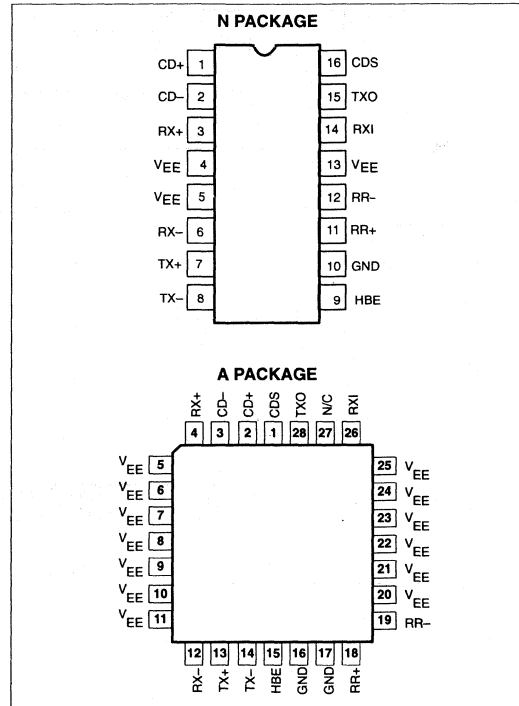 N PACKAGE
CD+ 1 16 CDS
CD– 2 15 TXO
RX+ 3 14 RXI
VEE 4 13 VEE
VEE 5 12 RR–
RX– 6 11 RR+
TX+ 7 10 GND
TX– 8 9 HBE
A PACKAGE
RX+ CD– CD+ CDS TXO N/C RXI
4 3 2 1 28 27 26
VEE 5 25 VEE
VEE 6 24 VEE
VEE 7 23 VEE
VEE 8 22 VEE
VEE 9 21 VEE
VEE 10 20 VEE
VEE 11 19 RR–
12 13 14 15 16 17 18
RX– TX+ TX– HBE GND GND RR+